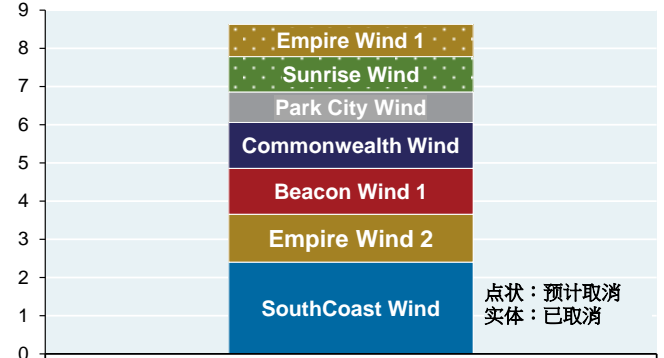 9
8
7
6
5
4
3
2
1
0
Empire Wind 1
Sunrise Wind
Park City Wind
Commonwealth Wind
Beacon Wind 1
Empire Wind 2
SouthCoast Wind
点状：预计取消
实体：已取消